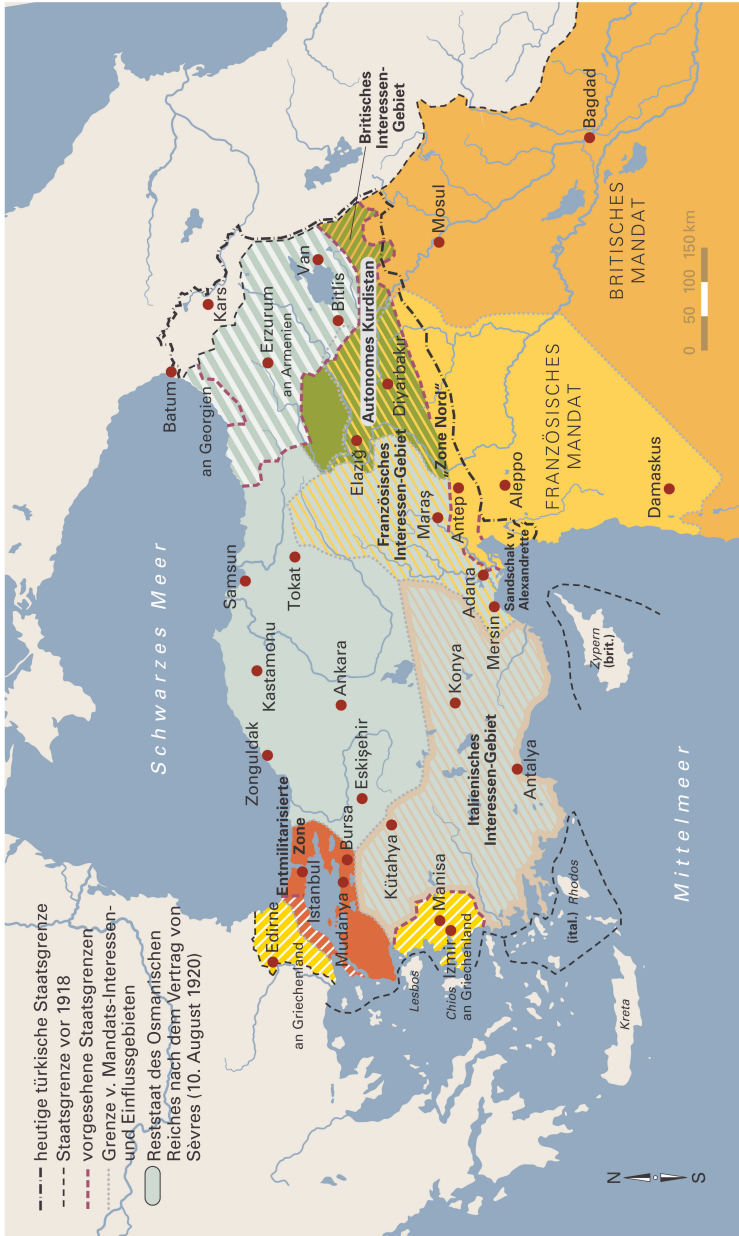 heutige türkische Staatsgrenze
Staatsgrenze vor 1918
vorgesehene Staatsgrenzen
Grenze v. Mandats-Interessen-
und Einflussgebieten
Reststaat des Osmanischen
Reiches nach dem Vertrag von
Sèvres (10. August 1920)
Schwarzes Meer
Mittelmeer
Edirne
an Griechenland
Entmilitarisierte
Zone
Istanbul
Mudanya
Bursa
Zonguldak
Kastamonu
Samsun
Tokat
Ankara
Eskişehir
Kütahya
Manisa
Izmir
an Griechenland
Lesbos
Chios
Italienisches
Interessen-Gebiet
Konya
Antalya
Mersin
Adana
(ital.) Rhodos
Kreta
Zypern
(brit.)
Batum
an Georgien
Kars
Erzurum
an Armenien
Van
Bitlis
Britisches
Interessen-
Gebiet
Autonomes Kurdistan
Elazığ
Diyarbakır
Französisches
Interessen-Gebiet
„Zone Nord“
Maraş
Antep
Sandschak v.
Alexandrette
Aleppo
Damaskus
FRANZÖSISCHES
MANDAT
Mosul
Bagdad
BRITISCHES
MANDAT
0 50 100 150 km
N
S